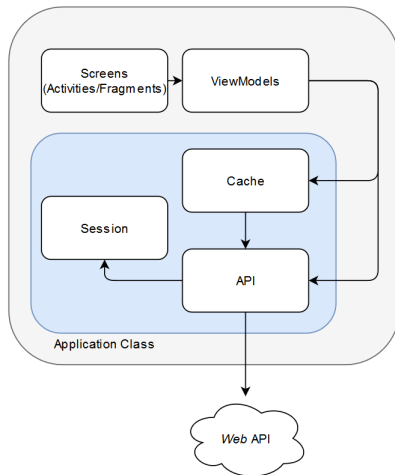 Screens
(Activities/Fragments)
ViewModels
Cache
Session
API
Application Class
Web API